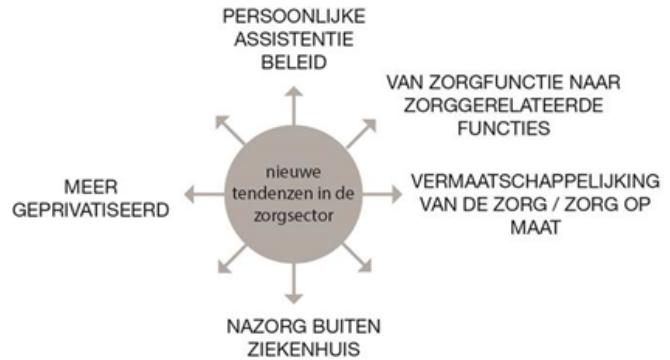 PERSOONLIJKE
ASSISTENTIE
BELEID
VAN ZORGFUNCTIE NAAR
ZORGGERELATEERDE
FUNCTIES
nieuwe
tendenzen in de
zorgsector
MEER
GEPRIVATISEERD
VERMAATSCHAPPELIJKING
VAN DE ZORG / ZORG OP
MAAT
NAZORG BUITEN
ZIEKENHUIS